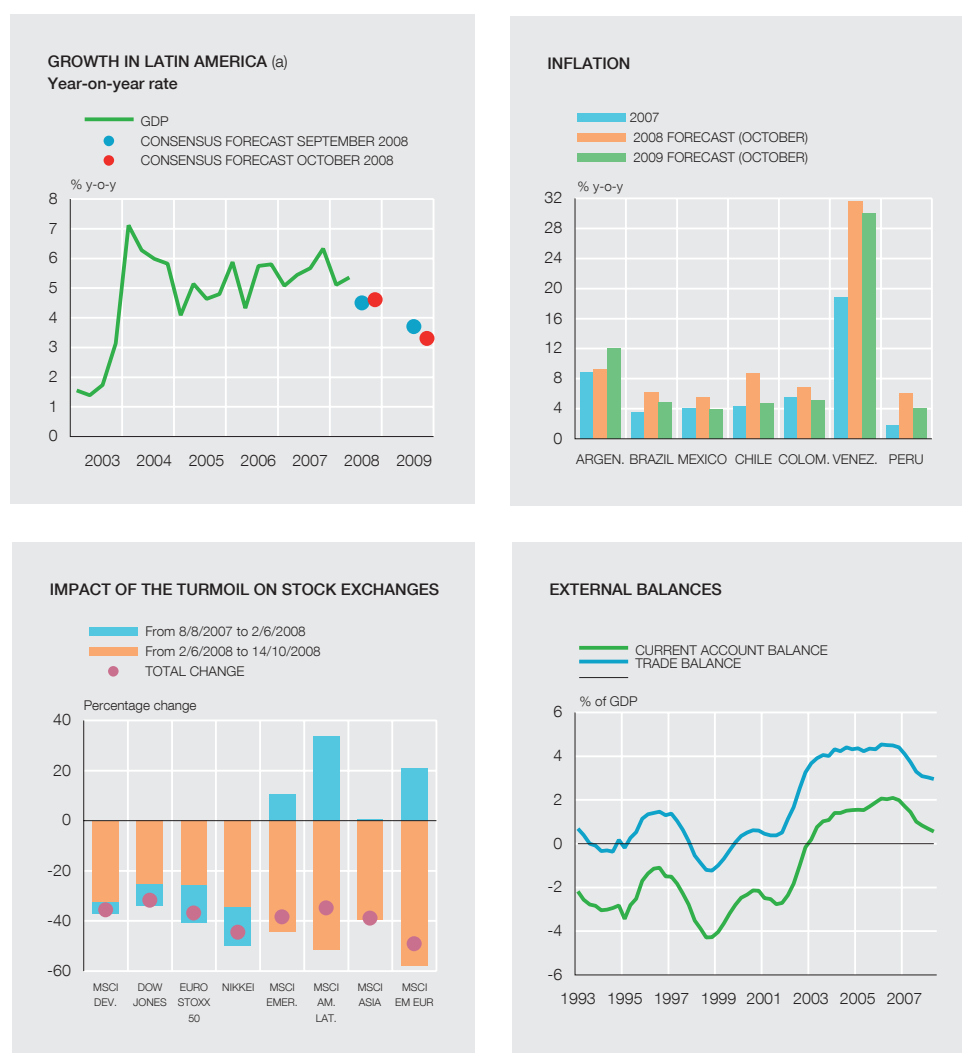 GROWTH IN LATIN AMERICA (a)
Year-on-year rate
GDP
CONSENSUS FORECAST SEPTEMBER 2008
CONSENSUS FORECAST OCTOBER 2008
% y-o-y
8
7
6
5
4
3
2
1
0
2003 2004 2005 2006 2007 2008 2009
INFLATION
2007
2008 FORECAST (OCTOBER)
2009 FORECAST (OCTOBER)
% y-o-y
32
28
24
20
16
12
8
4
0
ARGEN. BRAZIL MEXICO CHILE COLOM. VENEZ. PERU
IMPACT OF THE TURMOIL ON STOCK EXCHANGES
From 8/8/2007 to 2/6/2008
From 2/6/2008 to 14/10/2008
TOTAL CHANGE
Percentage change
40
20
0
-20
-40
-60
MSCI DOW EURO NIKKEI MSCI MSCI MSCI MSCI
DEV. JONES STOXX EMER. AM. ASIA EM EUR
50 LAT.
EXTERNAL BALANCES
CURRENT ACCOUNT BALANCE
TRADE BALANCE
% of GDP
6
4
2
0
-2
-4
-6
1993 1995 1997 1999 2001 2003 2005 2007